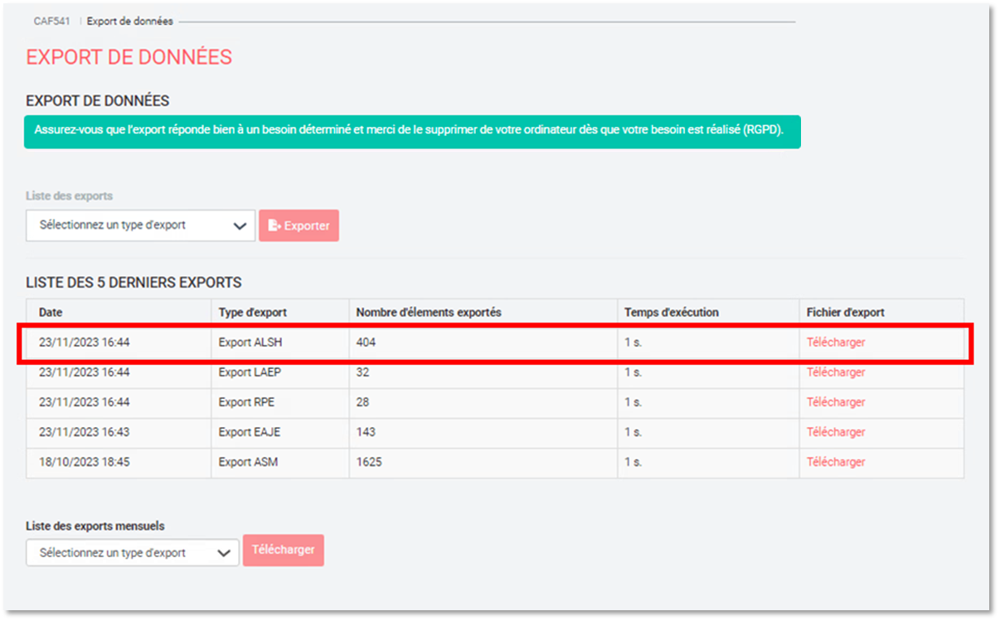 CAF541 | Export de données
EXPORT DE DONNÉES
EXPORT DE DONNÉES
Assurez-vous que l'export réponde bien à un besoin déterminé et merci de le supprimer de votre ordinateur dès que votre besoin est réalisé (RGPD).
Liste des exports
Sélectionnez un type d'export Exporter
LISTE DES 5 DERNIERS EXPORTS
Date Type d'export Nombre d'élements exportés Temps d'exécution Fichier d'export
23/11/2023 16:44 Export ALSH 404 1 s. Télécharger
23/11/2023 16:44 Export LAEP 32 1 s. Télécharger
23/11/2023 16:44 Export RPE 28 1 s. Télécharger
23/11/2023 16:43 Export EAJE 143 1 s. Télécharger
18/10/2023 18:45 Export ASM 1625 1 s. Télécharger
Liste des exports mensuels
Sélectionnez un type d'export Télécharger